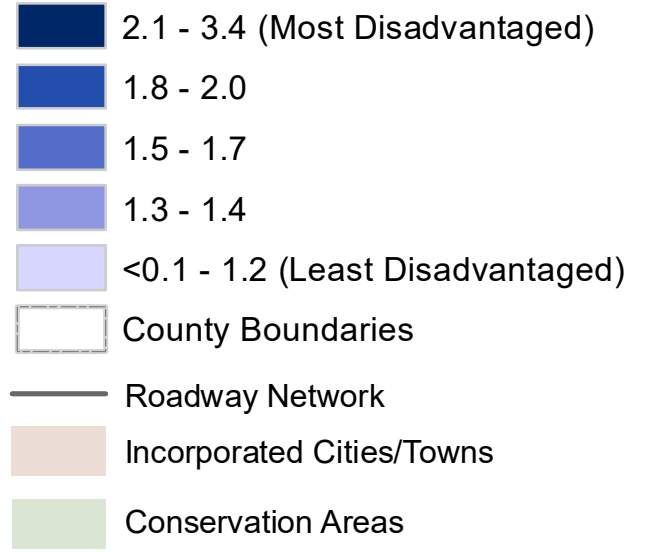 2.1 - 3.4 (Most Disadvantaged)
1.8 - 2.0
1.5 - 1.7
1.3 - 1.4
<0.1 - 1.2 (Least Disadvantaged)
County Boundaries
Roadway Network
Incorporated Cities/Towns
Conservation Areas